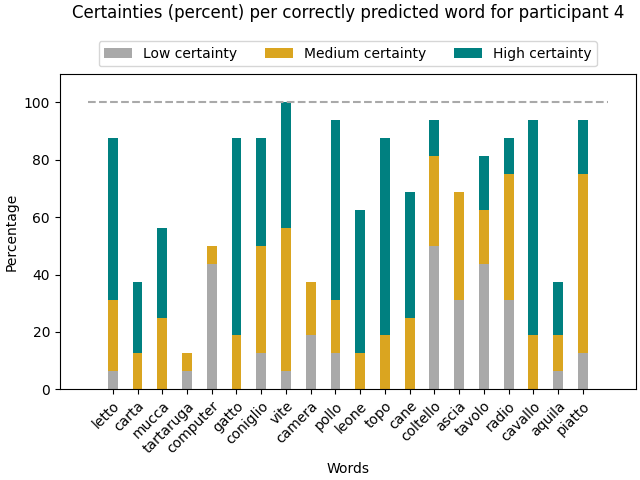 Certainties (percent) per correctly predicted word for participant 4
Low certainty Medium certainty High certainty
100
80
60
40
20
0
Percentage
letto carta mucca tartaruga computer gatto coniglio vite camera pollo leone topo cane coltello ascia tavolo radio cavallo aquila piatto
Words